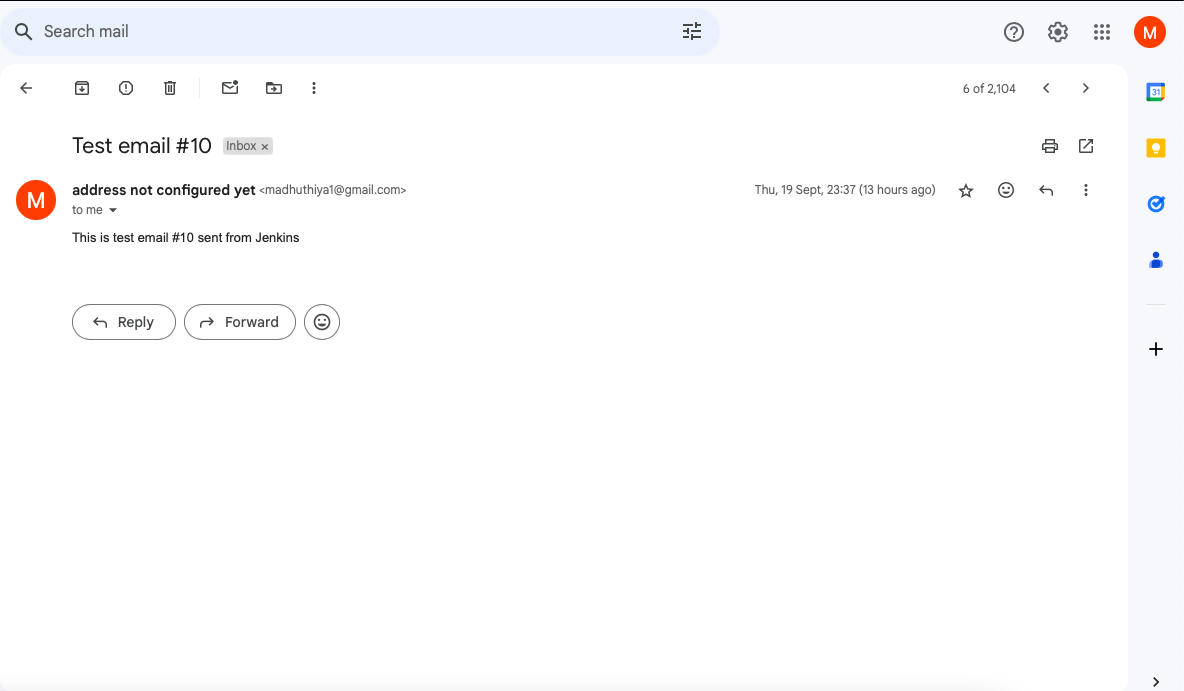 Search mail
M
6 of 2,104
31
Test email #10 Inbox ×
M
address not configured yet <madhuthiya1@gmail.com> Thu, 19 Sept, 23:37 (13 hours ago)
to me
This is test email #10 sent from Jenkins
Reply Forward